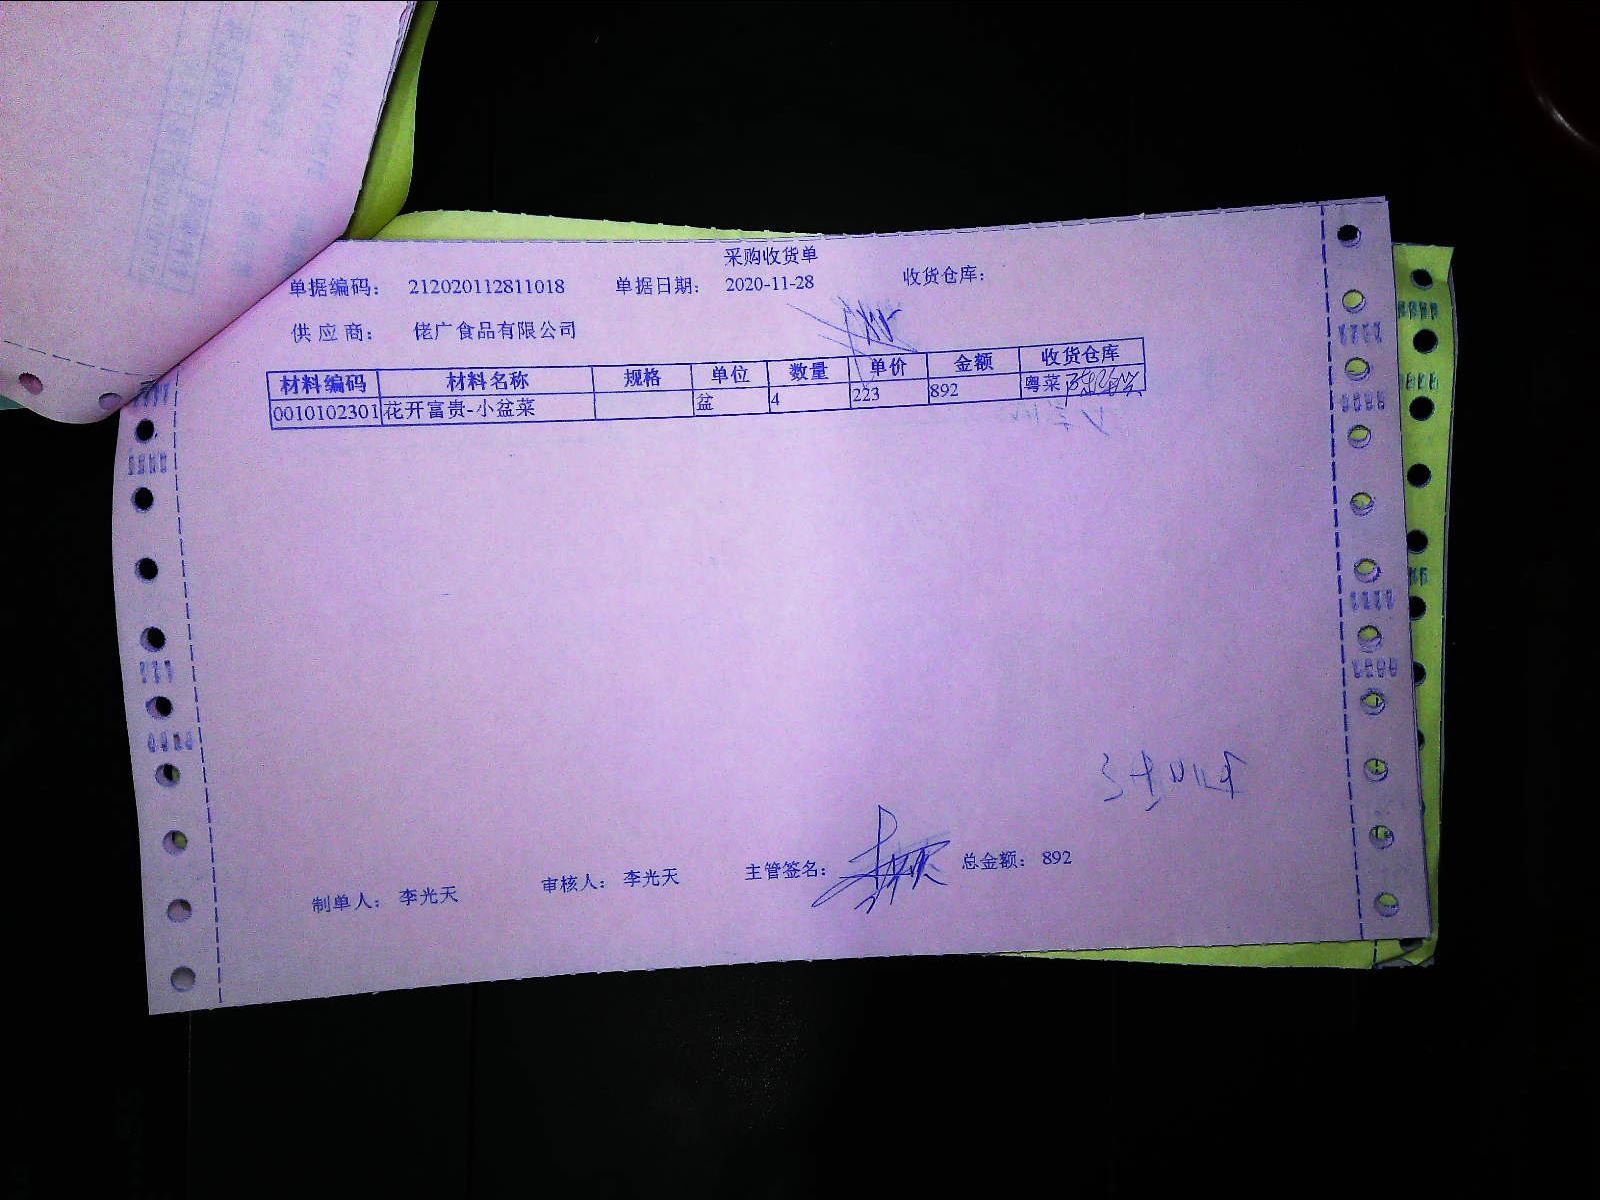 采购收货单
单据编码： 212020112811018 单据日期： 2020-11-28 收货仓库：
供 应 商： 佬广食品有限公司
材料编码 材料名称 规格 单位 数量 单价 金额 收货仓库
0010102301 花开富贵-小盆菜 盆 4 223 892 粤菜
制单人： 李光天 审核人： 李光天 主管签名： 总金额： 892